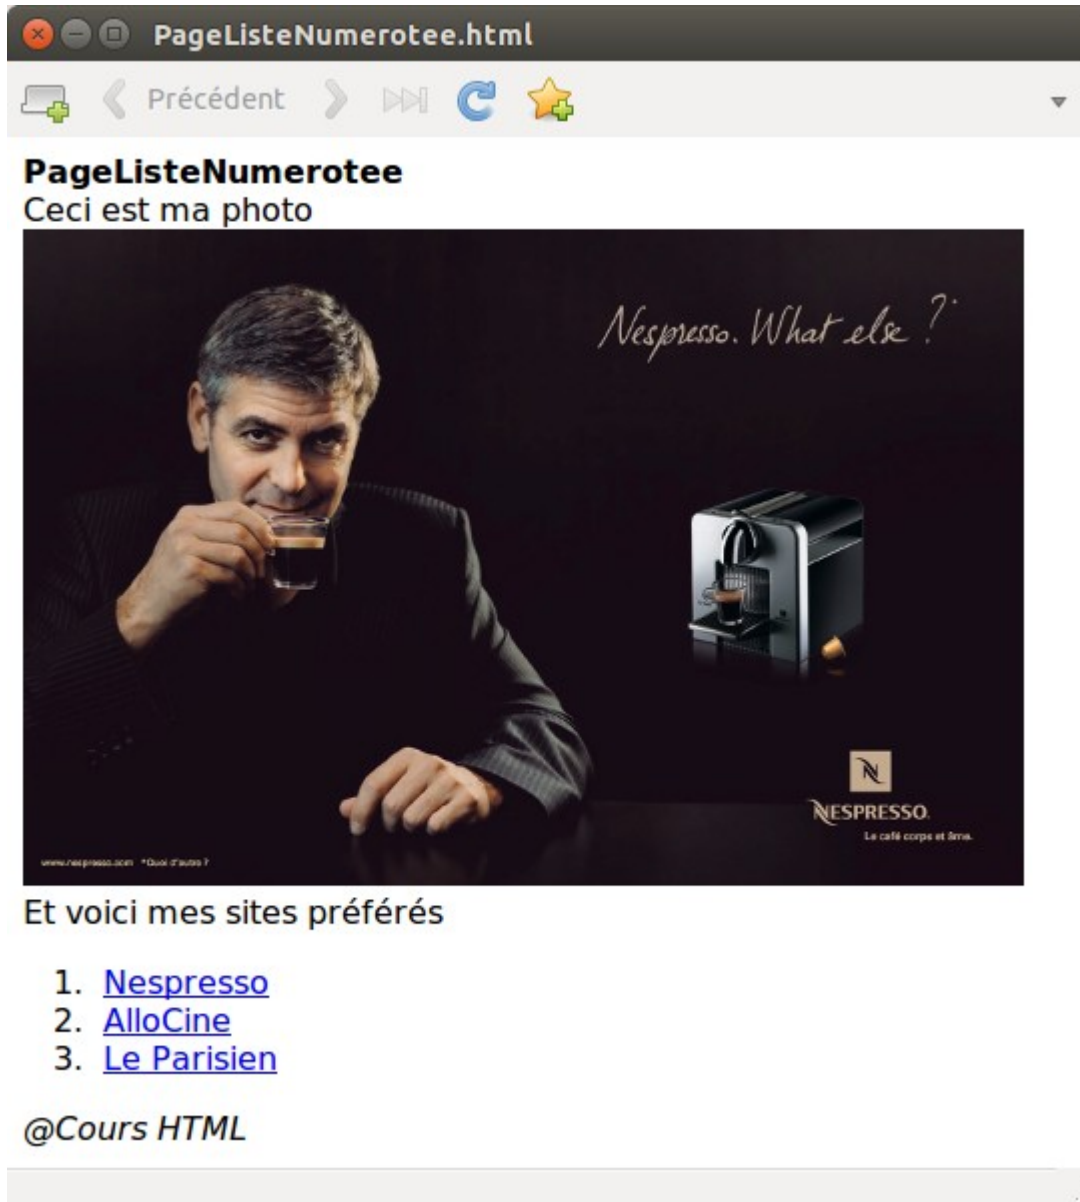 PageListeNumerotee.html
Précédent
PageListeNumerotee
Ceci est ma photo
Nespresso. What else ?*
N
NESPRESSO.
Le café corps et âme.
www.nespresso.com *Quoi d'autre ?
Et voici mes sites préférés
1. Nespresso
2. AlloCine
3. Le Parisien
@Cours HTML